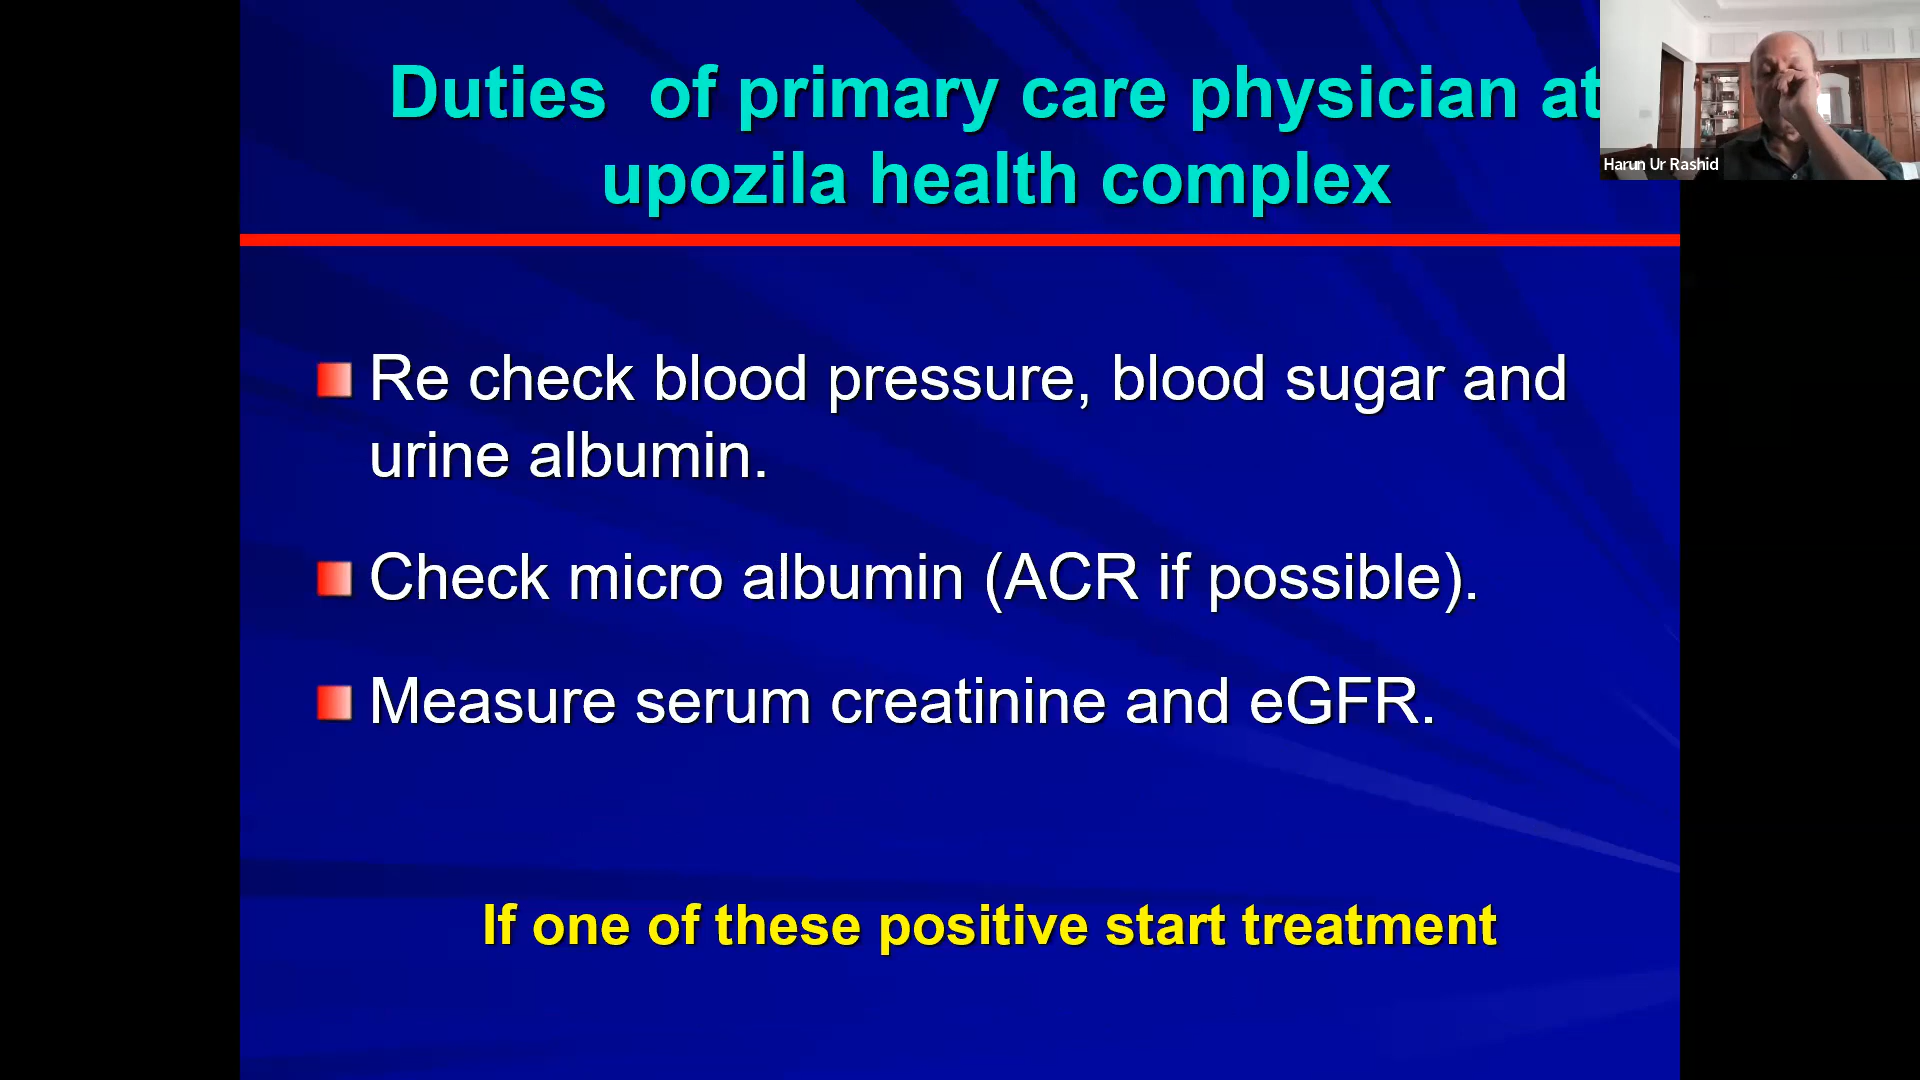 Duties of primary care physician at
upozila health complex
Harun Ur Rashid
Re check blood pressure, blood sugar and
urine albumin.
Check micro albumin (ACR if possible).
Measure serum creatinine and eGFR.
If one of these positive start treatment